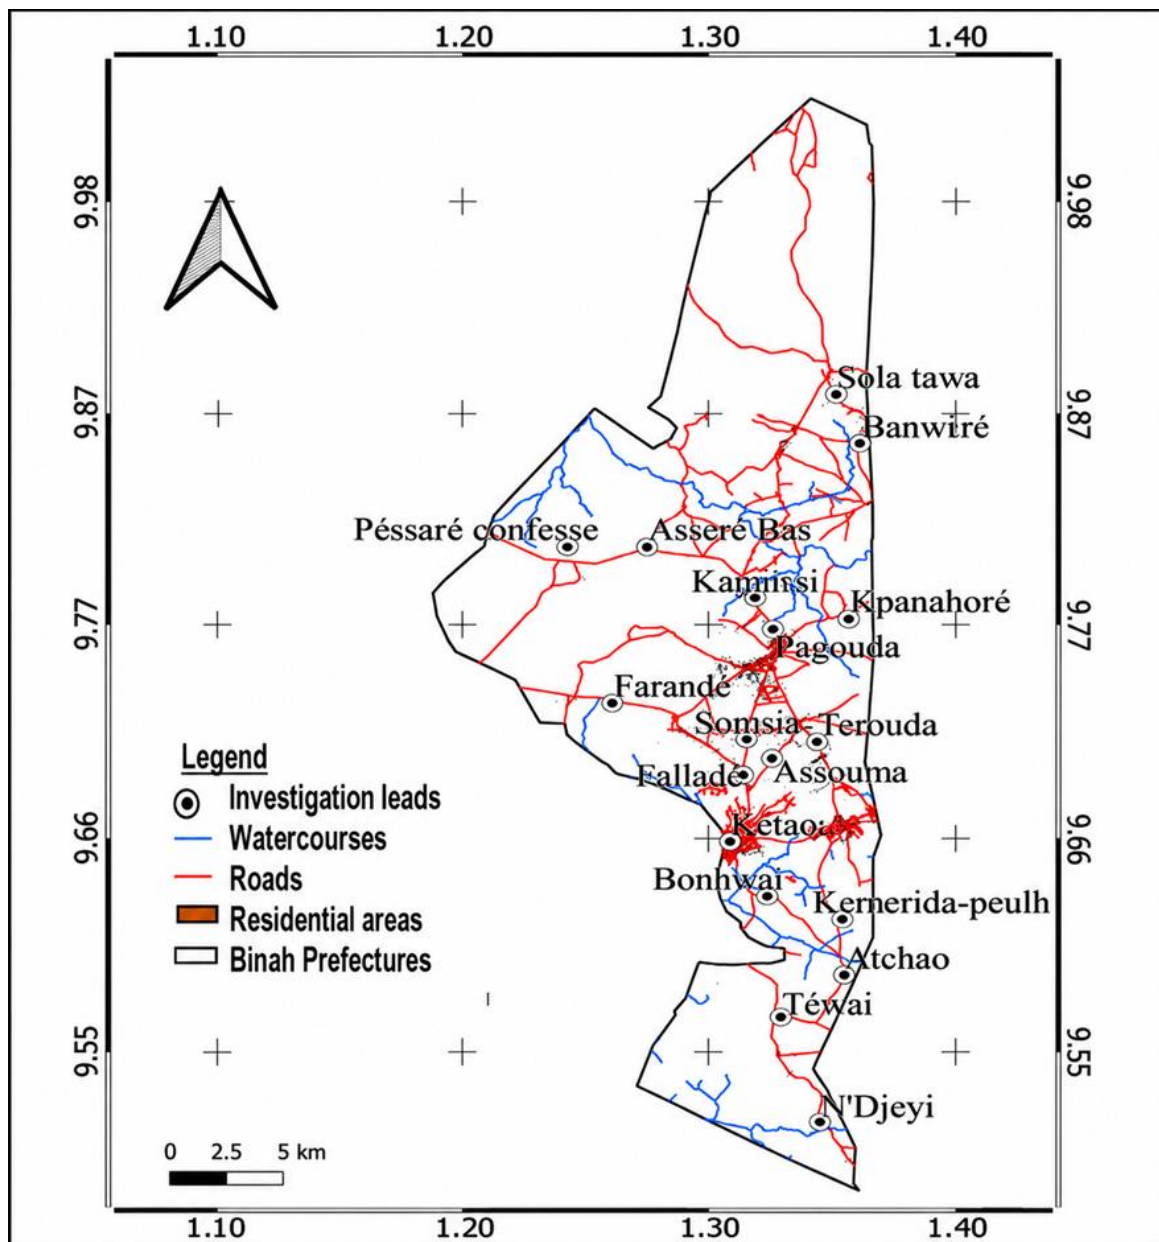 1.10 1.20 1.30 1.40
9.98 9.98
Sola tawa
9.87 9.87
Banwiré
Péssaré confesse Asseré Bas
Kamiinsi
Kpanahoré
9.77 9.77
Pagouda
Farandé
Somsia-Terouda
Falladé Assouma
Legend
Investigation leads
Ketaoa
Watercourses
9.66 9.66
Roads
Bonhwai
Kernerida-peulh
Residential areas
Binah Prefectures
Atchao
Téwai
9.55 9.55
N'Djeyi
0 2.5 5 km
1.10 1.20 1.30 1.40